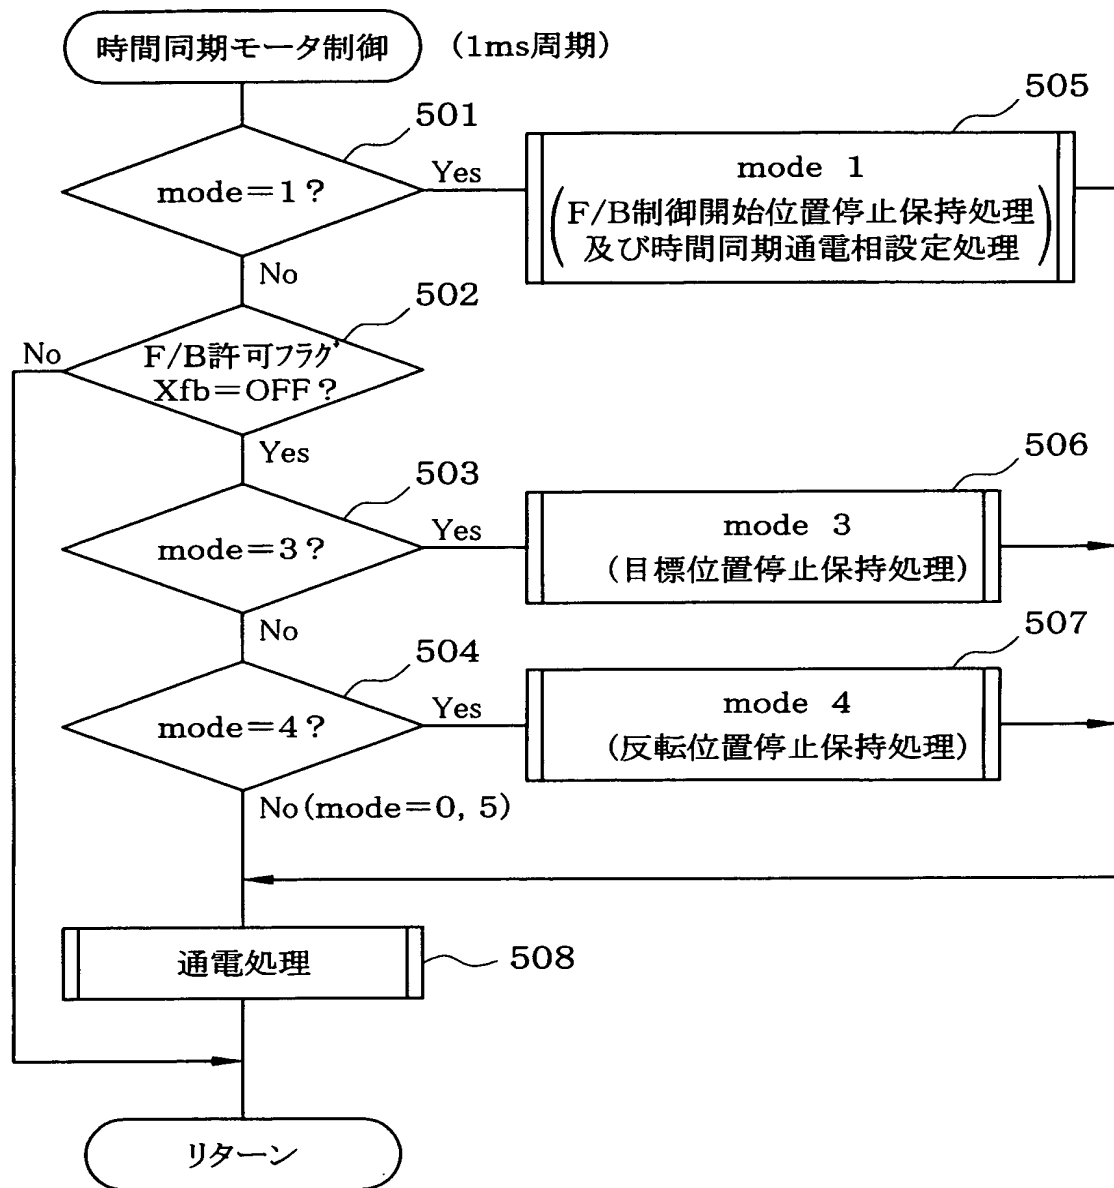 時間同期モータ制御 (1ms周期)
501
505
mode=1?
Yes
mode 1
(F/B制御開始位置停止保持処理
及び時間同期通電相設定処理)
No
502
No
F/B許可フラグ
Xfb=OFF?
Yes
503
506
mode=3?
Yes
mode 3
(目標位置停止保持処理)
No
504
507
mode=4?
Yes
mode 4
(反転位置停止保持処理)
No(mode=0, 5)
通電処理
508
リターン